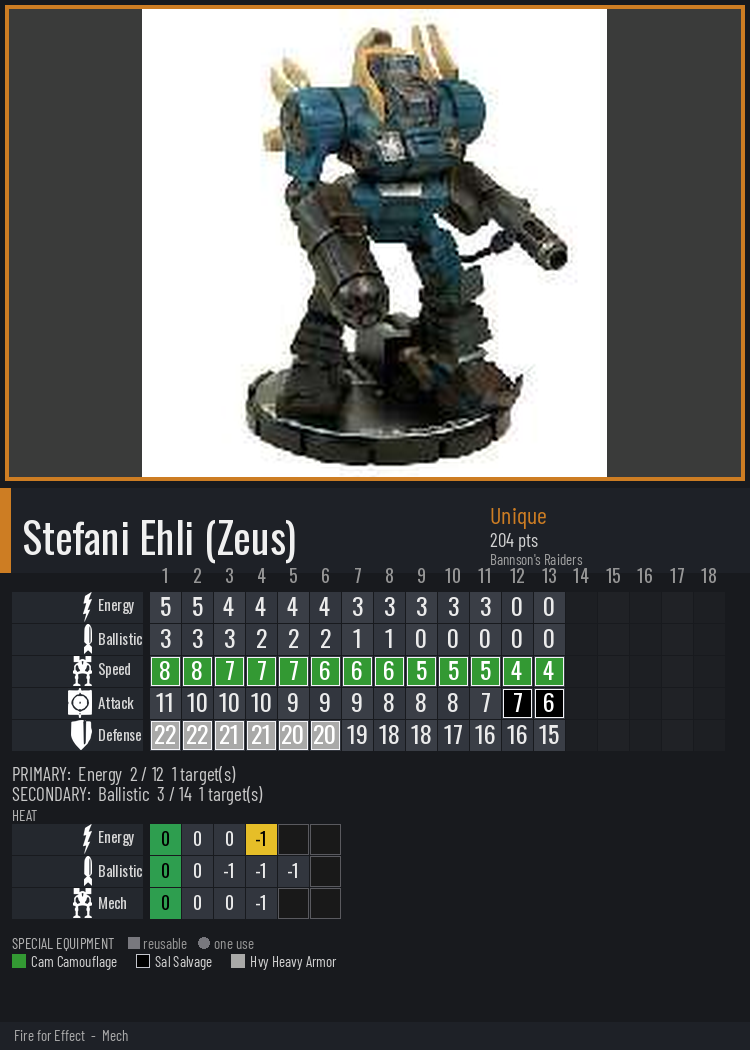 Stefani Ehli (Zeus)
Unique
204 pts
Bannson's Raiders
1 2 3 4 5 6 7 8 9 10 11 12 13 14 15 16 17 18
Energy 5 5 4 4 4 4 3 3 3 3 3 0 0
Ballistic 3 3 3 2 2 2 1 1 0 0 0 0 0
Speed 8 8 7 7 7 6 6 6 5 5 5 4 4
Attack 11 10 10 10 9 9 9 8 8 8 7 7 6
Defense 22 22 21 21 20 20 19 18 18 17 16 16 15
PRIMARY: Energy 2 / 12 1 target(s)
SECONDARY: Ballistic 3 / 14 1 target(s)
HEAT
Energy 0 0 0 -1
Ballistic 0 0 -1 -1 -1
Mech 0 0 0 -1
SPECIAL EQUIPMENT reusable one use
Cam Camouflage Sal Salvage Hvy Heavy Armor
Fire for Effect - Mech